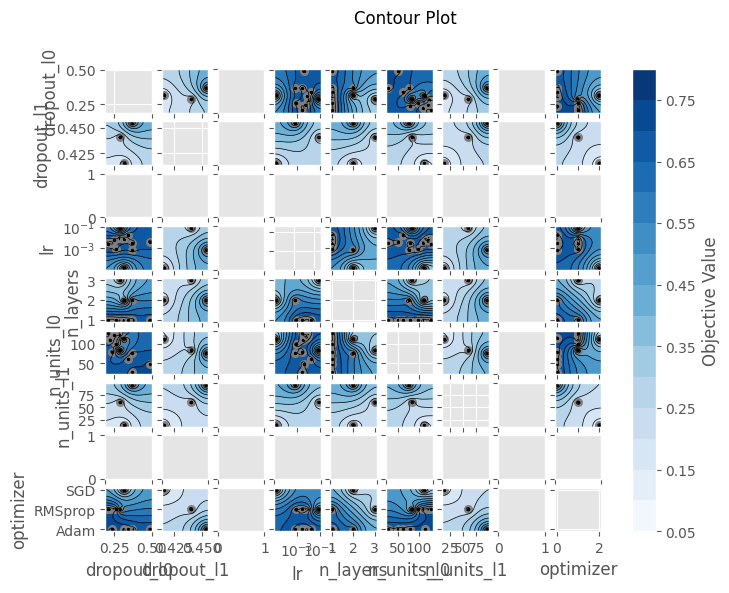 Contour Plot
dropout_l0
0.50
0.25
dropout_l1
0.450
0.425
1
0
lr
10⁻¹
10⁻³
n_layers
3
2
1
n_units_l0
100
50
n_units_l1
75
50
25
1
0
optimizer
SGD
RMSprop
Adam
0.25 0.50 0.425 0.450 0 1 10⁻³ 10⁻¹ 1 2 3 50 100 25 50 75 0 1 0 2
dropout_l0 dropout_l1 lr n_layers n_units_l0 n_units_l1 optimizer
0.75
0.65
0.55
0.45
0.35
0.25
0.15
0.05
Objective Value